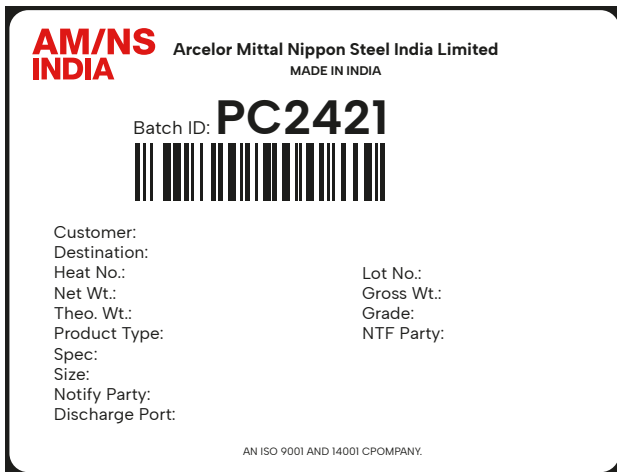 AM/NS
INDIA
Arcelor Mittal Nippon Steel India Limited
MADE IN INDIA
Batch ID: PC2421
Customer:
Destination:
Heat No.: Lot No.:
Net Wt.: Gross Wt.:
Theo. Wt.: Grade:
Product Type: NTF Party:
Spec:
Size:
Notify Party:
Discharge Port:
AN ISO 9001 AND 14001 CPOMPANY.